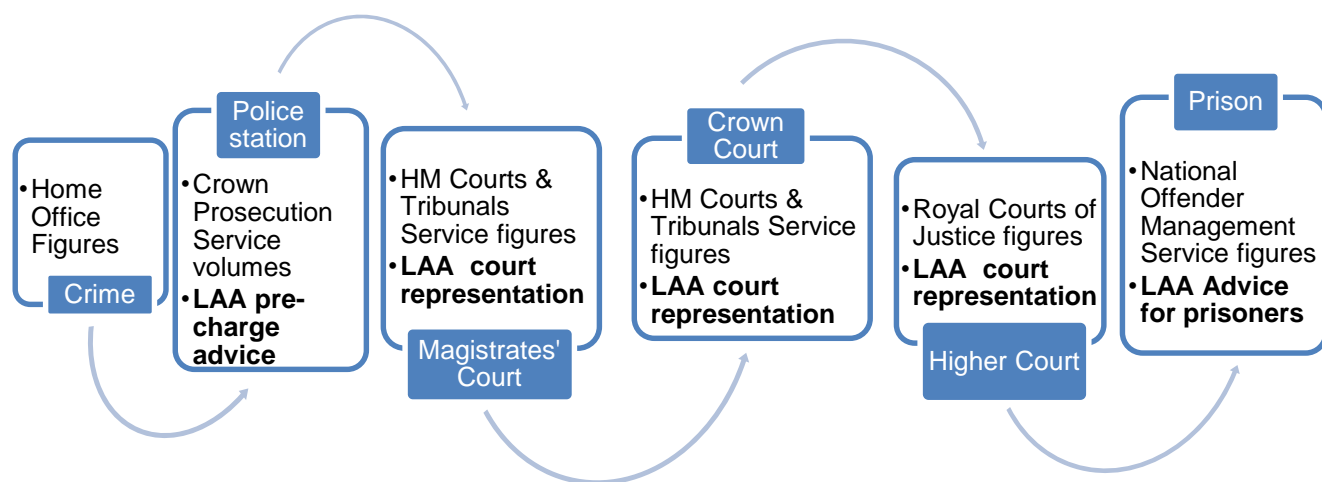 • Home
Office
Figures
Crime
Police
station
• Crown
Prosecution
Service
volumes
• LAA pre-
charge
advice
• HM Courts &
Tribunals
Service figures
• LAA court
representation
Magistrates'
Court
Crown
Court
• HM Courts &
Tribunals Service
figures
• LAA court
representation
• Royal Courts of
Justice figures
• LAA court
representation
Higher Court
Prison
• National
Offender
Management
Service figures
• LAA Advice
for prisoners